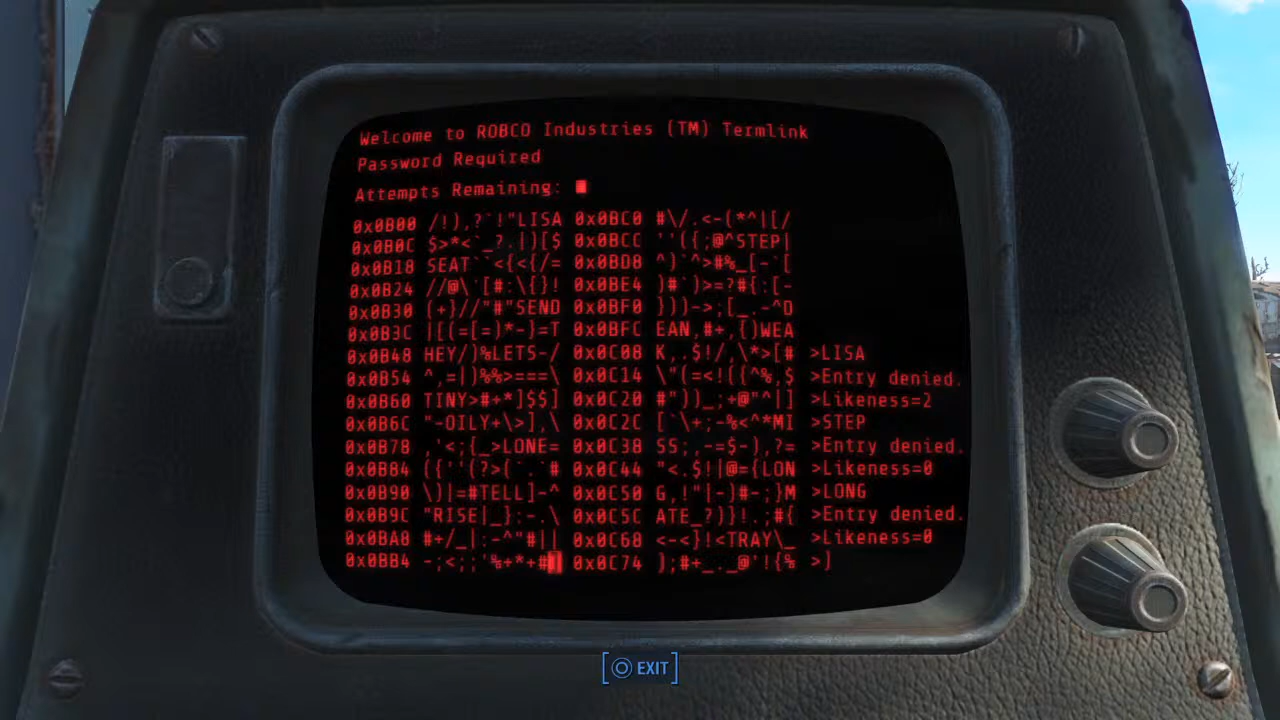 Welcome to ROBCO Industries (TM) Termlink
Password Required
Attempts Remaining: ■
0x0B00 /!),?`!"LISA 0x0BC0 #\/.<-(*^|[/
0x0B0C $>*<`_?.|)[$ 0x0BCC ''({;@^STEP|
0x0B18 SEAT``<{<{/= 0x0BD8 ^)`^>#%_[-`[
0x0B24 //@\`[#:\{}! 0x0BE4 )#`)>=?#{:[-
0x0B30 (+}//"#"SEND 0x0BF0 }))->;[_.-^D
0x0B3C |[(=[=)*-}=T 0x0BFC EAN,#+,{)WEA
0x0B48 HEY/)%LETS-/ 0x0C08 K,.$!/,\*>[# >LISA
0x0B54 ^,=|)%%>===\ 0x0C14 \"(=<!({^%,$ >Entry denied.
0x0B60 TINY>#+*]$$] 0x0C20 #"))_;+@"^|] >Likeness=2
0x0B6C "-OILY+\>],\ 0x0C2C [`\+;-%<^*MI >STEP
0x0B78 ,'<;{_>LONE= 0x0C38 SS;,-=$-),?= >Entry denied.
0x0B84 ({''{?>(`.`# 0x0C44 "<.$!|@={LON >Likeness=0
0x0B90 \)|=#TELL]-^ 0x0C50 G,!"|-)#-;}M >LONG
0x0B9C "RISE|_}:-.\ 0x0C5C ATE_?)}!.;#{ >Entry denied.
0x0BA8 #+/_|:-^"#|| 0x0C68 <-<}!<TRAY\_ >Likeness=0
0x0BB4 -;<;:'%+*+#] 0x0C74 );#+_._@'!{% >)
[O EXIT]